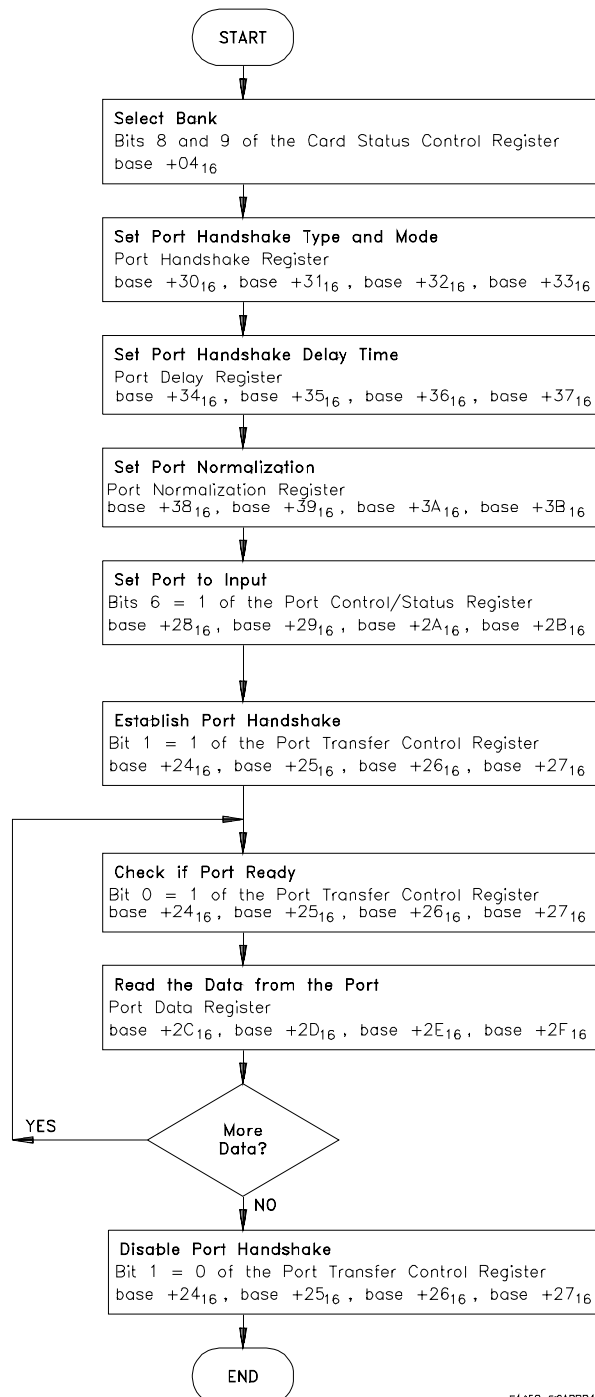 START
Select Bank
Bits 8 and 9 of the Card Status Control Register
base +04₁₆
Set Port Handshake Type and Mode
Port Handshake Register
base +30₁₆, base +31₁₆, base +32₁₆, base +33₁₆
Set Port Handshake Delay Time
Port Delay Register
base +34₁₆, base +35₁₆, base +36₁₆, base +37₁₆
Set Port Normalization
Port Normalization Register
base +38₁₆, base +39₁₆, base +3A₁₆, base +3B₁₆
Set Port to Input
Bits 6 = 1 of the Port Control/Status Register
base +28₁₆, base +29₁₆, base +2A₁₆, base +2B₁₆
Establish Port Handshake
Bit 1 = 1 of the Port Transfer Control Register
base +24₁₆, base +25₁₆, base +26₁₆, base +27₁₆
Check if Port Ready
Bit 0 = 1 of the Port Transfer Control Register
base +24₁₆, base +25₁₆, base +26₁₆, base +27₁₆
Read the Data from the Port
Port Data Register
base +2C₁₆, base +2D₁₆, base +2E₁₆, base +2F₁₆
YES
More
Data?
NO
Disable Port Handshake
Bit 1 = 0 of the Port Transfer Control Register
base +24₁₆, base +25₁₆, base +26₁₆, base +27₁₆
END